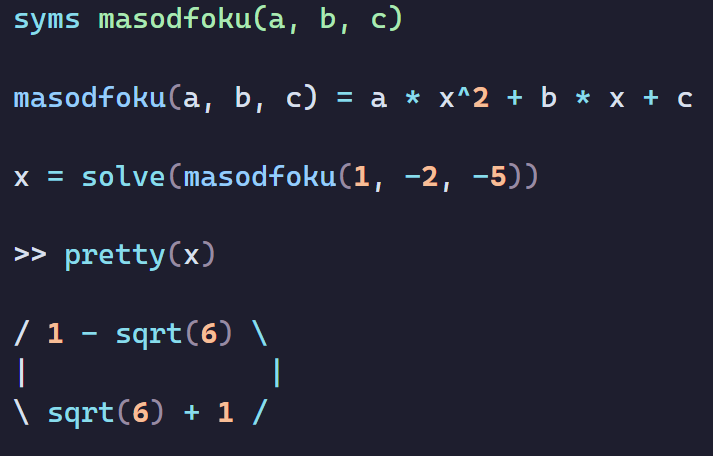 syms masodfoku(a, b, c)
masodfoku(a, b, c) = a * x^2 + b * x + c
x = solve(masodfoku(1, -2, -5))
>> pretty(x)
/ 1 - sqrt(6) \
|             |
\ sqrt(6) + 1 /